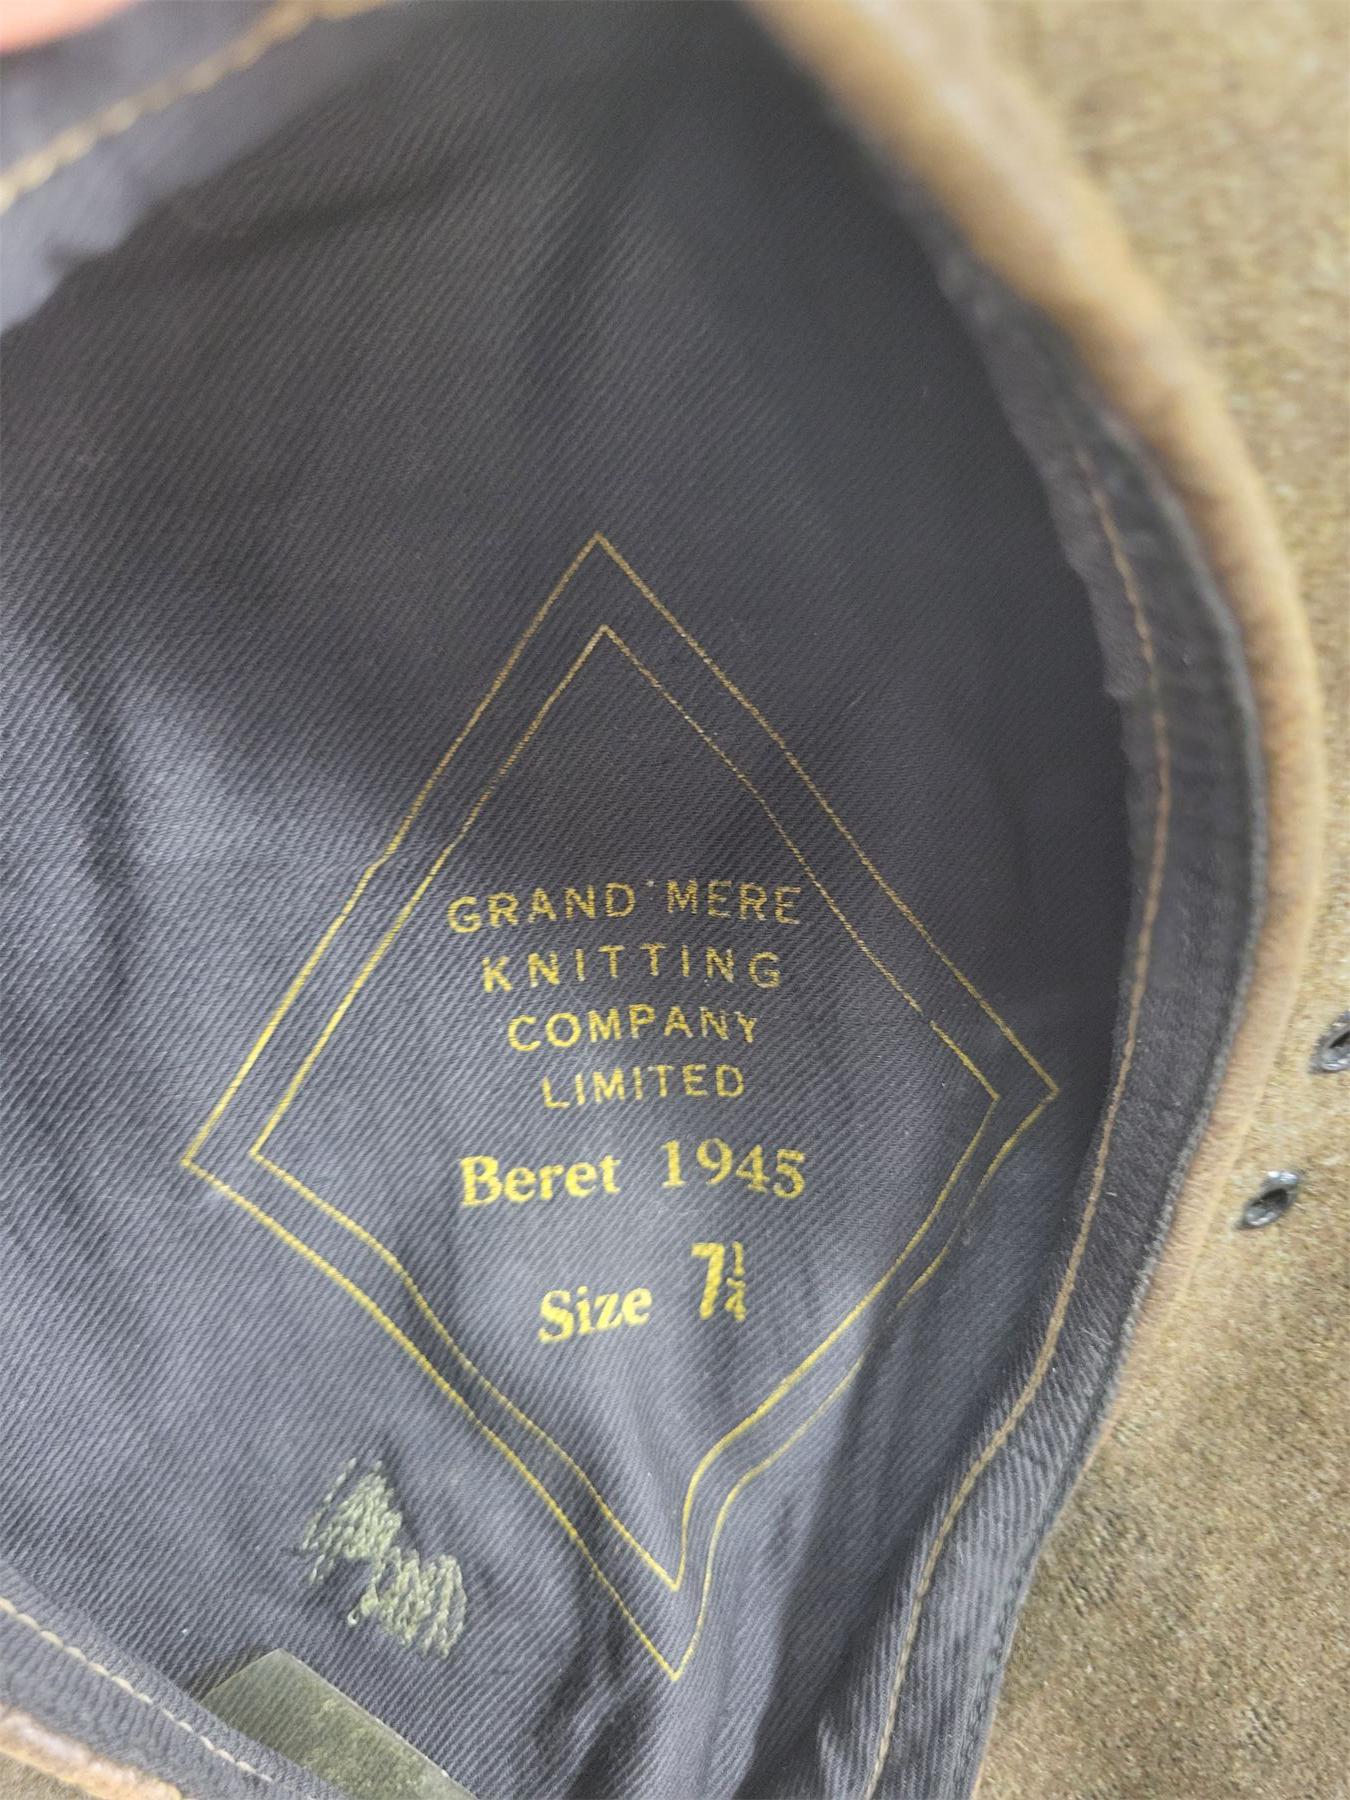 GRAND'MERE
KNITTING
COMPANY
LIMITED
Beret 1945
Size 7¼